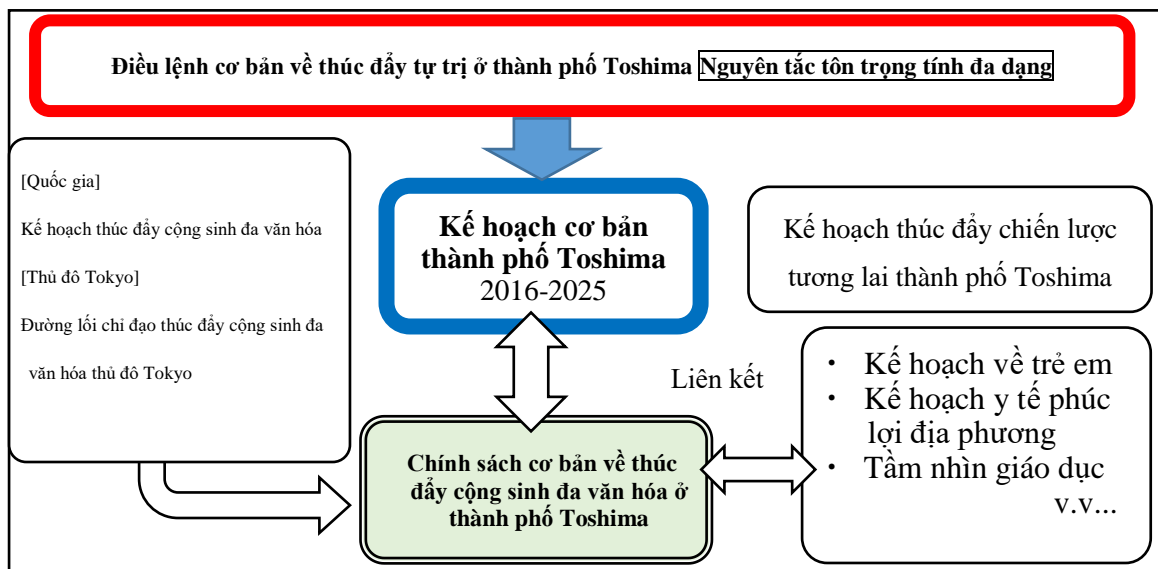 Điều lệnh cơ bản về thúc đẩy tự trị ở thành phố Toshima Nguyên tắc tôn trọng tính đa dạng
[Quốc gia]
Kế hoạch thúc đẩy cộng sinh đa văn hóa
[Thủ đô Tokyo]
Đường lối chỉ đạo thúc đẩy cộng sinh đa
văn hóa thủ đô Tokyo
Kế hoạch cơ bản
thành phố Toshima
2016-2025
Kế hoạch thúc đẩy chiến lược
tương lai thành phố Toshima
Liên kết
・ Kế hoạch về trẻ em
・ Kế hoạch y tế phúc
lợi địa phương
・ Tầm nhìn giáo dục
v.v...
Chính sách cơ bản về thúc
đẩy cộng sinh đa văn hóa ở
thành phố Toshima